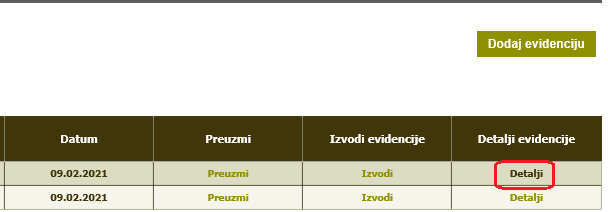 Dodaj evidenciju
Datum Preuzmi Izvodi evidencije Detalji evidencije
09.02.2021 Preuzmi Izvodi Detalji
09.02.2021 Preuzmi Izvodi Detalji